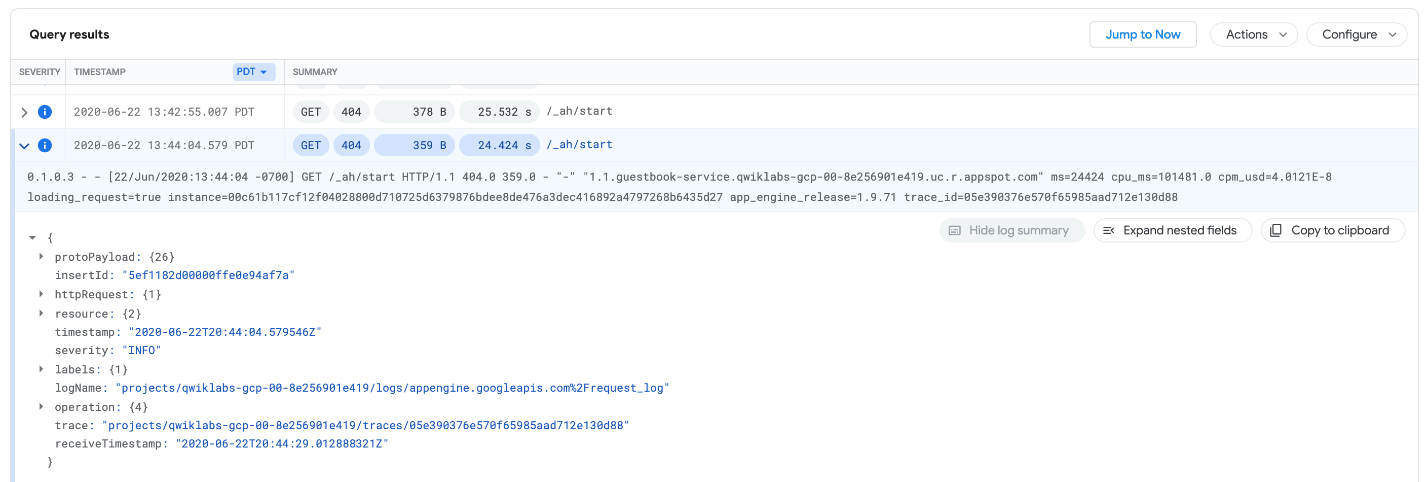 Query results
Jump to Now Actions Configure
SEVERITY TIMESTAMP PDT SUMMARY
2020-06-22 13:42:55.007 PDT GET 404 378 B 25.532 s /_ah/start
2020-06-22 13:44:04.579 PDT GET 404 359 B 24.424 s /_ah/start
0.1.0.3 - - [22/Jun/2020:13:44:04 -0700] GET /_ah/start HTTP/1.1 404.0 359.0 - "-" "1.1.guestbook-service.qwiklabs-gcp-00-8e256901e419.uc.r.appspot.com" ms=24424 cpu_ms=101481.0 cpm_usd=4.0121E-8
loading_request=true instance=00c61b117cf12f04028800d710725d6379876bdee8de476a3dec416892a4797268b6435d27 app_engine_release=1.9.71 trace_id=05e390376e570f65985aad712e130d88
Hide log summary Expand nested fields Copy to clipboard
{
protoPayload: {26}
insertId: "5ef1182d00000ffe0e94af7a"
httpRequest: {1}
resource: {2}
timestamp: "2020-06-22T20:44:04.579546Z"
severity: "INFO"
labels: {1}
logName: "projects/qwiklabs-gcp-00-8e256901e419/logs/appengine.googleapis.com%2Frequest_log"
operation: {4}
trace: "projects/qwiklabs-gcp-00-8e256901e419/traces/05e390376e570f65985aad712e130d88"
receiveTimestamp: "2020-06-22T20:44:29.012888321Z"
}